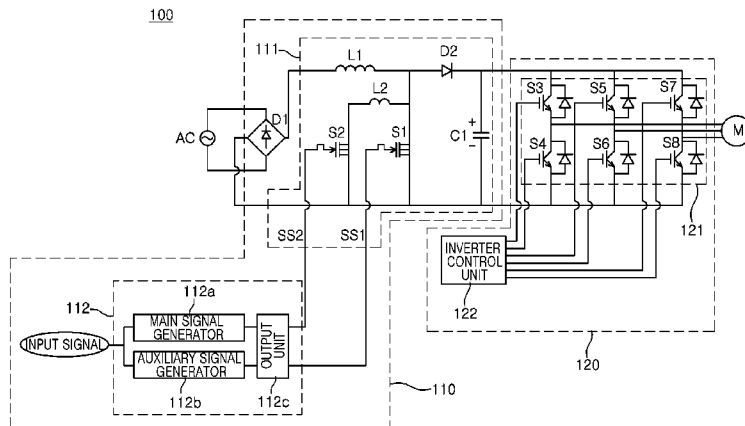 100
111
L1
D2
L2
D1
AC
S2
S1
C1
+
−
S3
S5
S7
S4
S6
S8
M
121
SS2
SS1
INVERTER
CONTROL
UNIT
122
120
110
112
112a
MAIN SIGNAL
GENERATOR
INPUT SIGNAL
AUXILIARY SIGNAL
GENERATOR
112b
OUTPUT
UNIT
112c